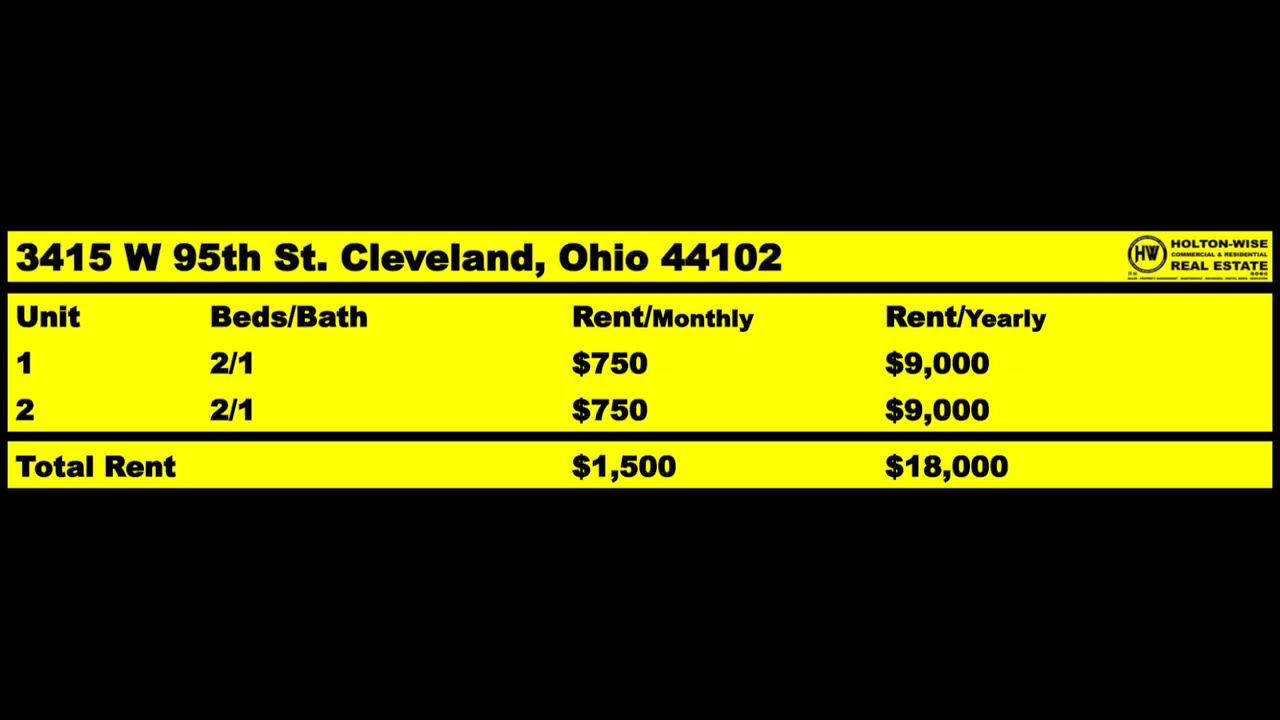 3415 W 95th St. Cleveland, Ohio 44102
HOLTON-WISE
COMMERCIAL & RESIDENTIAL
REAL ESTATE
HW
Unit Beds/Bath Rent/Monthly Rent/Yearly
1 2/1 $750 $9,000
2 2/1 $750 $9,000
Total Rent $1,500 $18,000